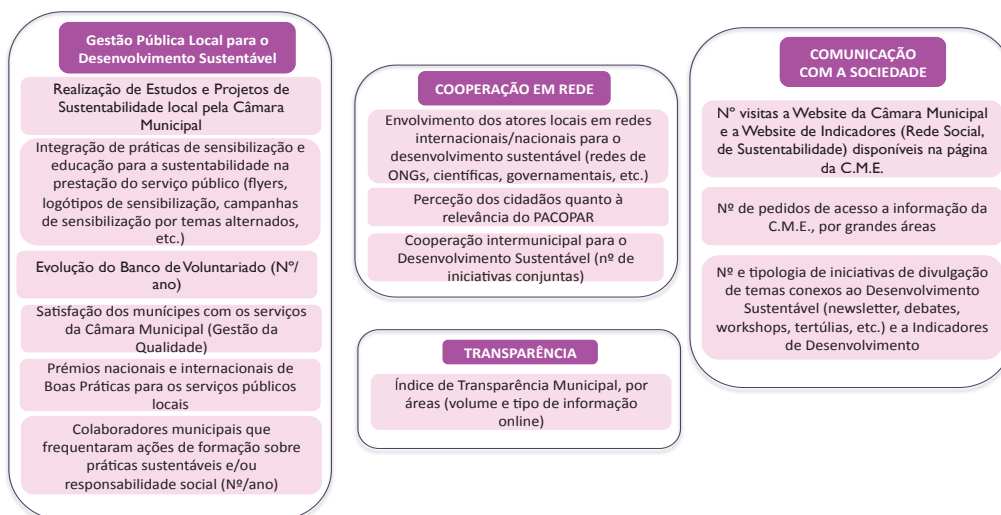 Gestão Pública Local para o
Desenvolvimento Sustentável
Realização de Estudos e Projetos de
Sustentabilidade local pela Câmara
Municipal
Integração de práticas de sensibilização e
educação para a sustentabilidade na
prestação do serviço público (flyers,
logótipos de sensibilização, campanhas
de sensibilização por temas alternados,
etc.)
Evolução do Banco de Voluntariado (Nº/
ano)
Satisfação dos munícipes com os serviços
da Câmara Municipal (Gestão da
Qualidade)
Prémios nacionais e internacionais de
Boas Práticas para os serviços públicos
locais
Colaboradores municipais que
frequentaram ações de formação sobre
práticas sustentáveis e/ou
responsabilidade social (Nº/ano)
COOPERAÇÃO EM REDE
Envolvimento dos atores locais em redes
internacionais/nacionais para o
desenvolvimento sustentável (redes de
ONGs, científicas, governamentais, etc.)
Perceção dos cidadãos quanto à
relevância do PACOPAR
Cooperação intermunicipal para o
Desenvolvimento Sustentável (nº de
iniciativas conjuntas)
TRANSPARÊNCIA
Índice de Transparência Municipal, por
áreas (volume e tipo de informação
online)
COMUNICAÇÃO
COM A SOCIEDADE
Nº visitas a Website da Câmara Municipal
e a Website de Indicadores (Rede Social,
de Sustentabilidade) disponíveis na página
da C.M.E.
Nº de pedidos de acesso a informação da
C.M.E., por grandes áreas
Nº e tipologia de iniciativas de divulgação
de temas conexos ao Desenvolvimento
Sustentável (newsletter, debates,
workshops, tertúlias, etc.) e a Indicadores
de Desenvolvimento